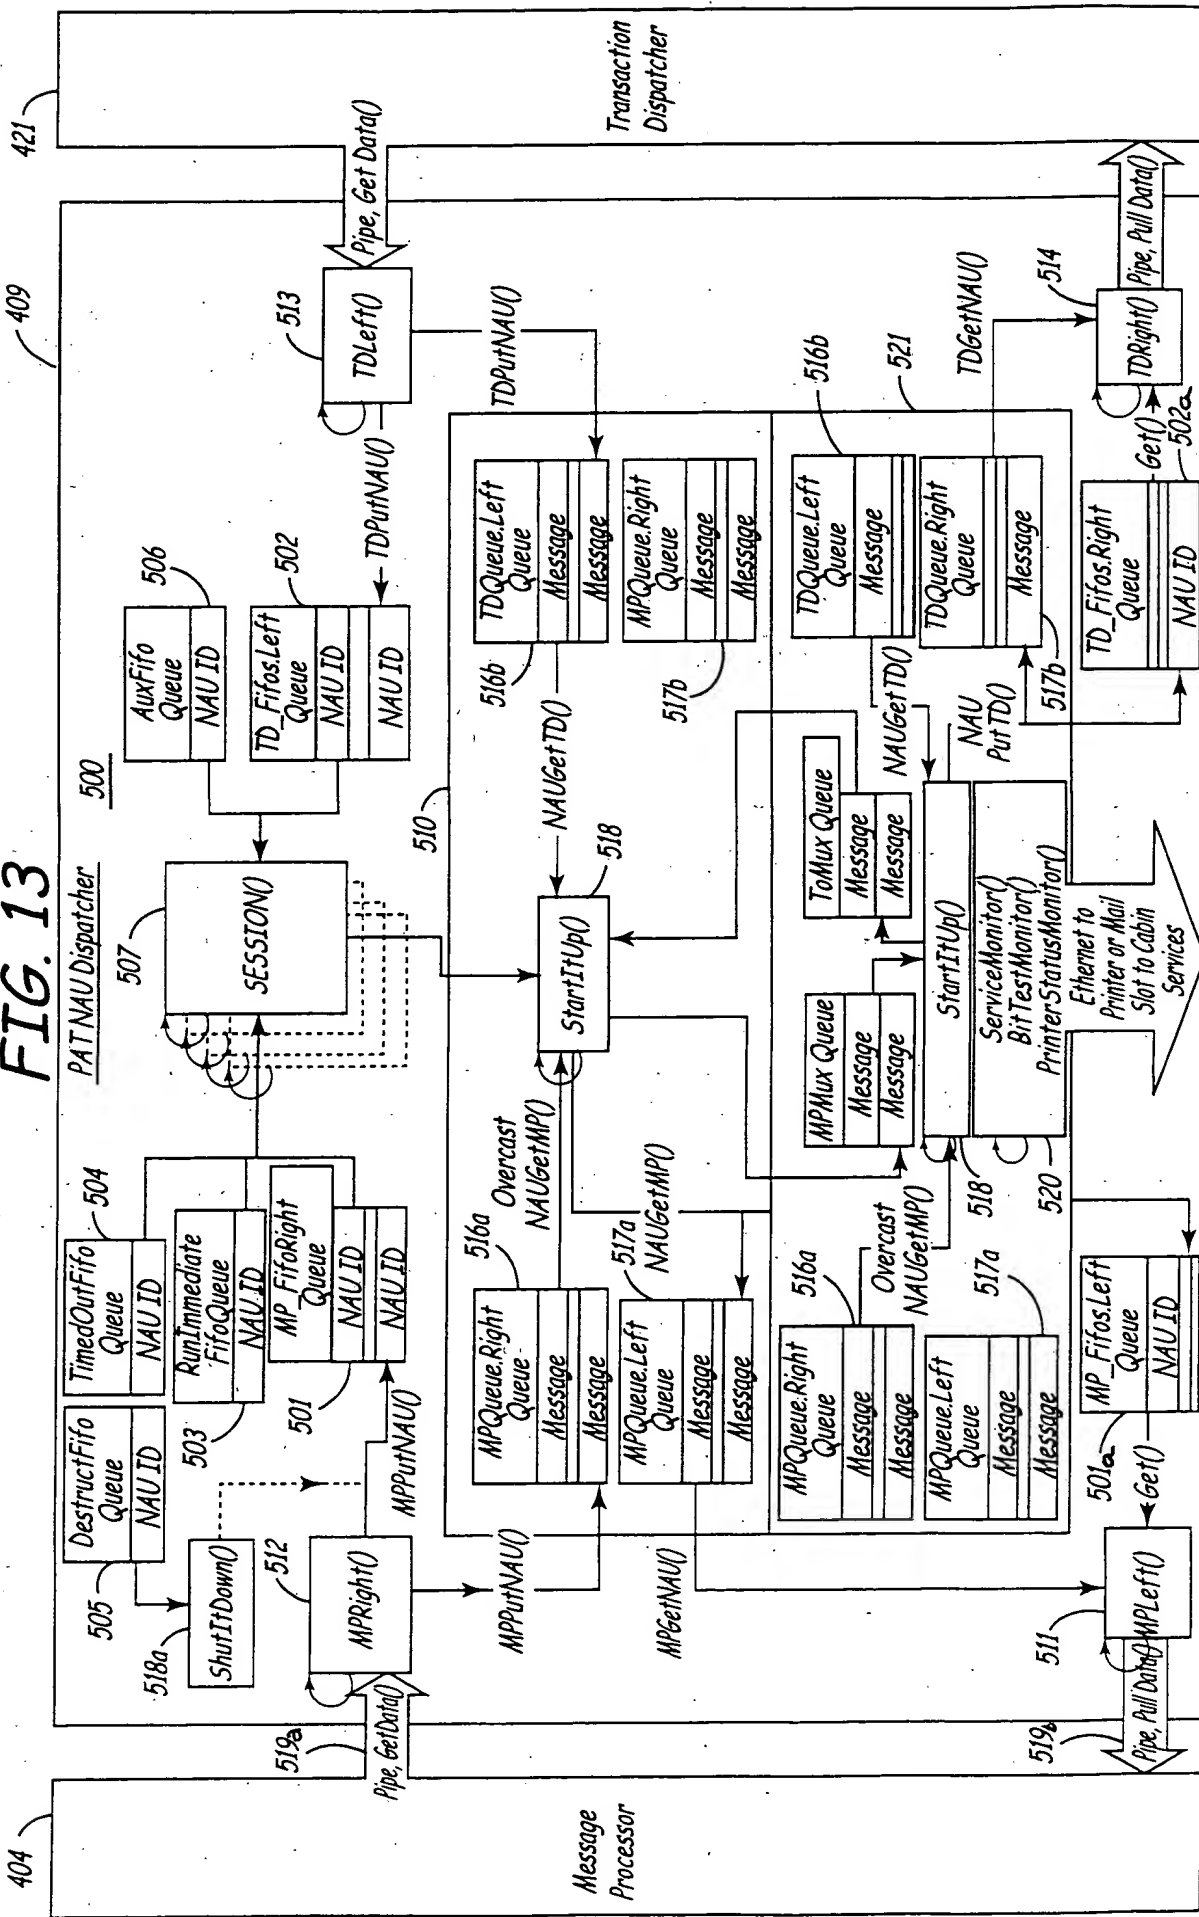 FIG. 13
PAT NAU Dispatcher
500
404
Message
Processor
409
421
Transaction
Dispatcher
DestructFifo
Queue
NAU ID
505
TimedOutFifo
Queue
NAU ID
504
RunImmediate
FifoQueue
NAU ID
503
MP_FifoRight
Queue
NAU ID
NAU ID
501
507
SESSION()
AuxFifo
Queue
NAU ID
506
TD_Fifos.Left
Queue
NAU ID
NAU ID
502
518a
ShutItDown()
512
MPRight()
MPPutNAU()
519a
Pipe, GetData()
TDPutNAU()
513
TDLeft()
Pipe, Get Data()
TDPutNAU()
MPPutNAU()
510
MPQueue.Right
Queue
Message
Message
516a
Overcast
NAUGetMP()
518
StartItUp()
NAUGetTD()
TDQueue.Left
Queue
Message
Message
516b
MPQueue.Left
Queue
Message
Message
517a
NAUGetMP()
MPQueue.Right
Queue
Message
Message
517b
MPGetNAU()
MPQueue.Right
Queue
Message
Message
516a
Overcast
NAUGetMP()
MPMux Queue
Message
Message
ToMux Queue
Message
Message
NAUGetTD()
TDQueue.Left
Queue
Message
516b
521
TDGetNAU()
MPQueue.Left
Queue
Message
Message
517a
518
StartItUp()
ServiceMonitor()
BitTestMonitor()
PrinterStatusMonitor()
520
NAU
PutTD()
TDQueue.Right
Queue
Message
517b
Ethernet to
Printer or Mail
Slot to Cabin
Services
511
MPLeft()
Pipe, Pull Data()
519b
Get()
MP_Fifos.Left
Queue
NAU ID
501a
TD_Fifos.Right
Queue
NAU ID
Get()
502a
514
TDRight()
Pipe, Pull Data()